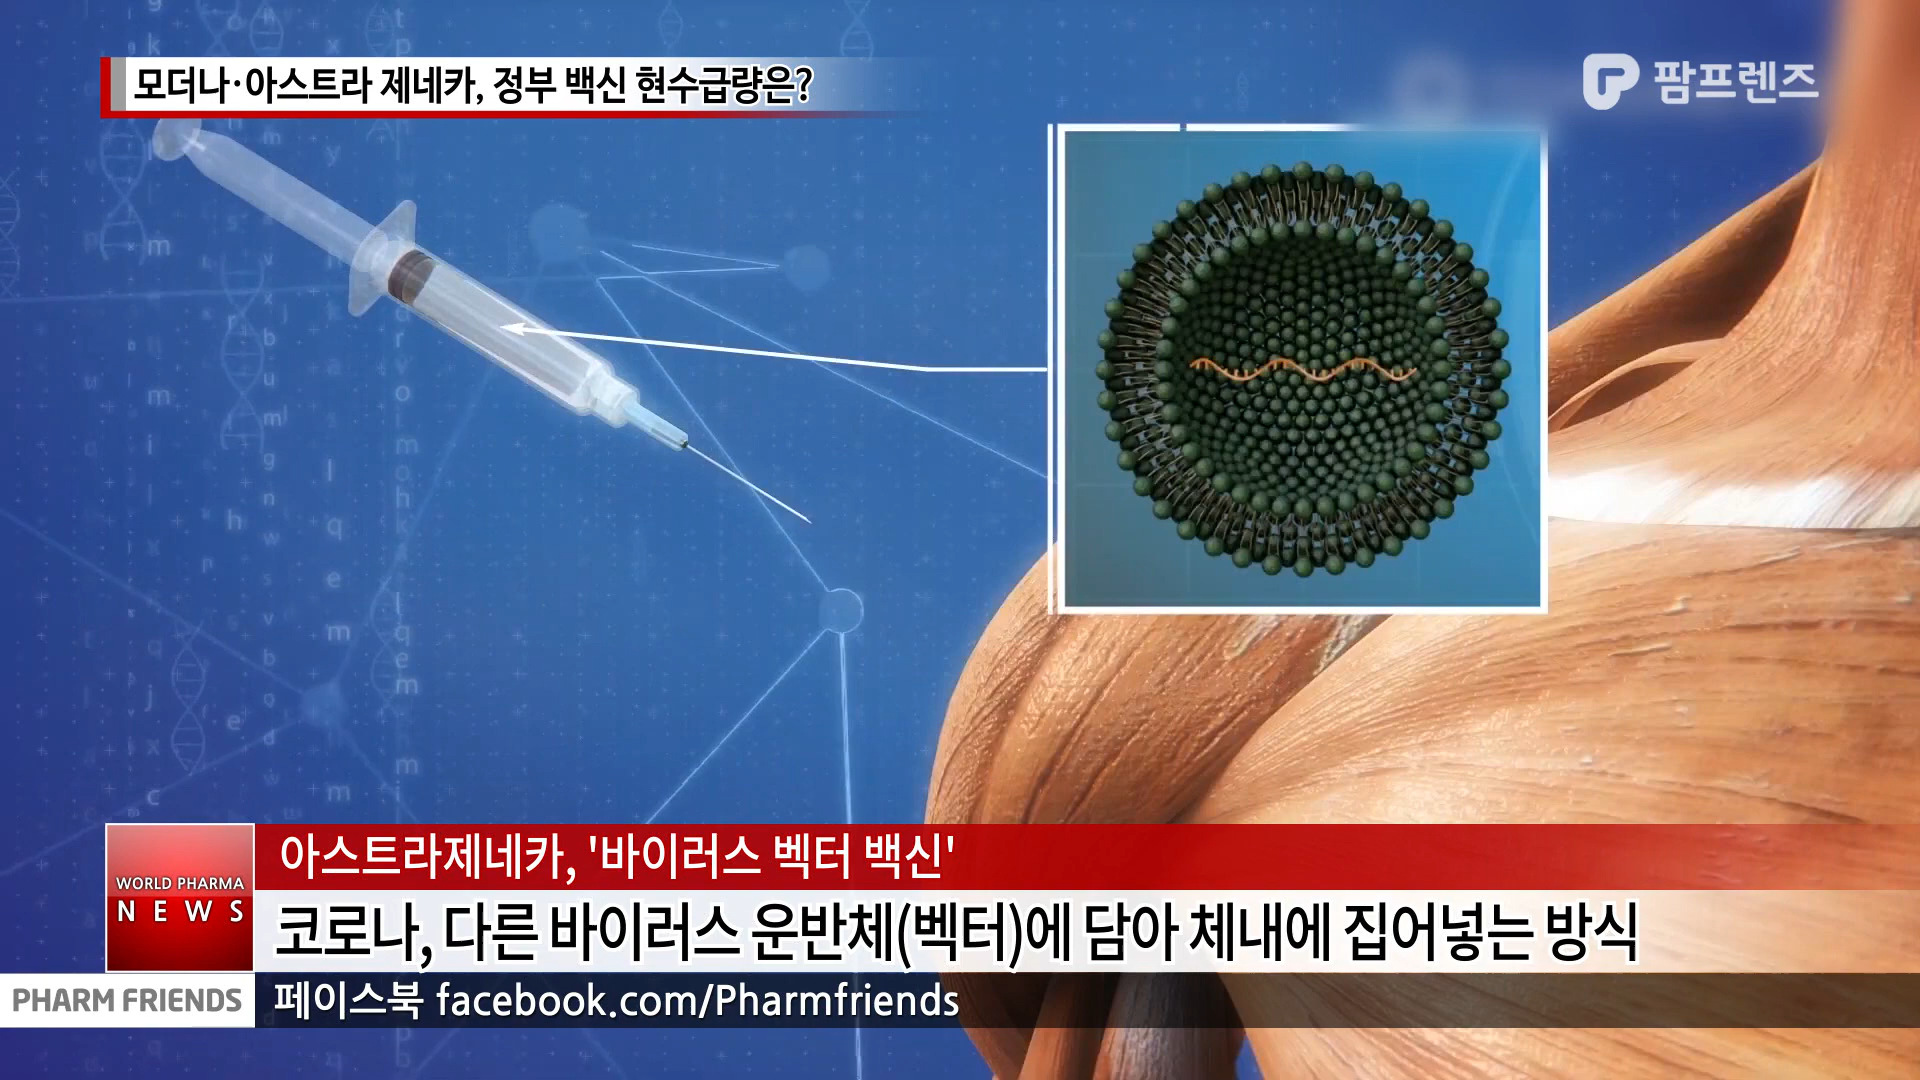 모더나·아스트라 제네카, 정부 백신 현수급량은?
팜프렌즈
아스트라제네카, '바이러스 벡터 백신'
WORLD PHARMA
NEWS
코로나, 다른 바이러스 운반체(벡터)에 담아 체내에 집어넣는 방식
PHARM FRIENDS
페이스북 facebook.com/Pharmfriends